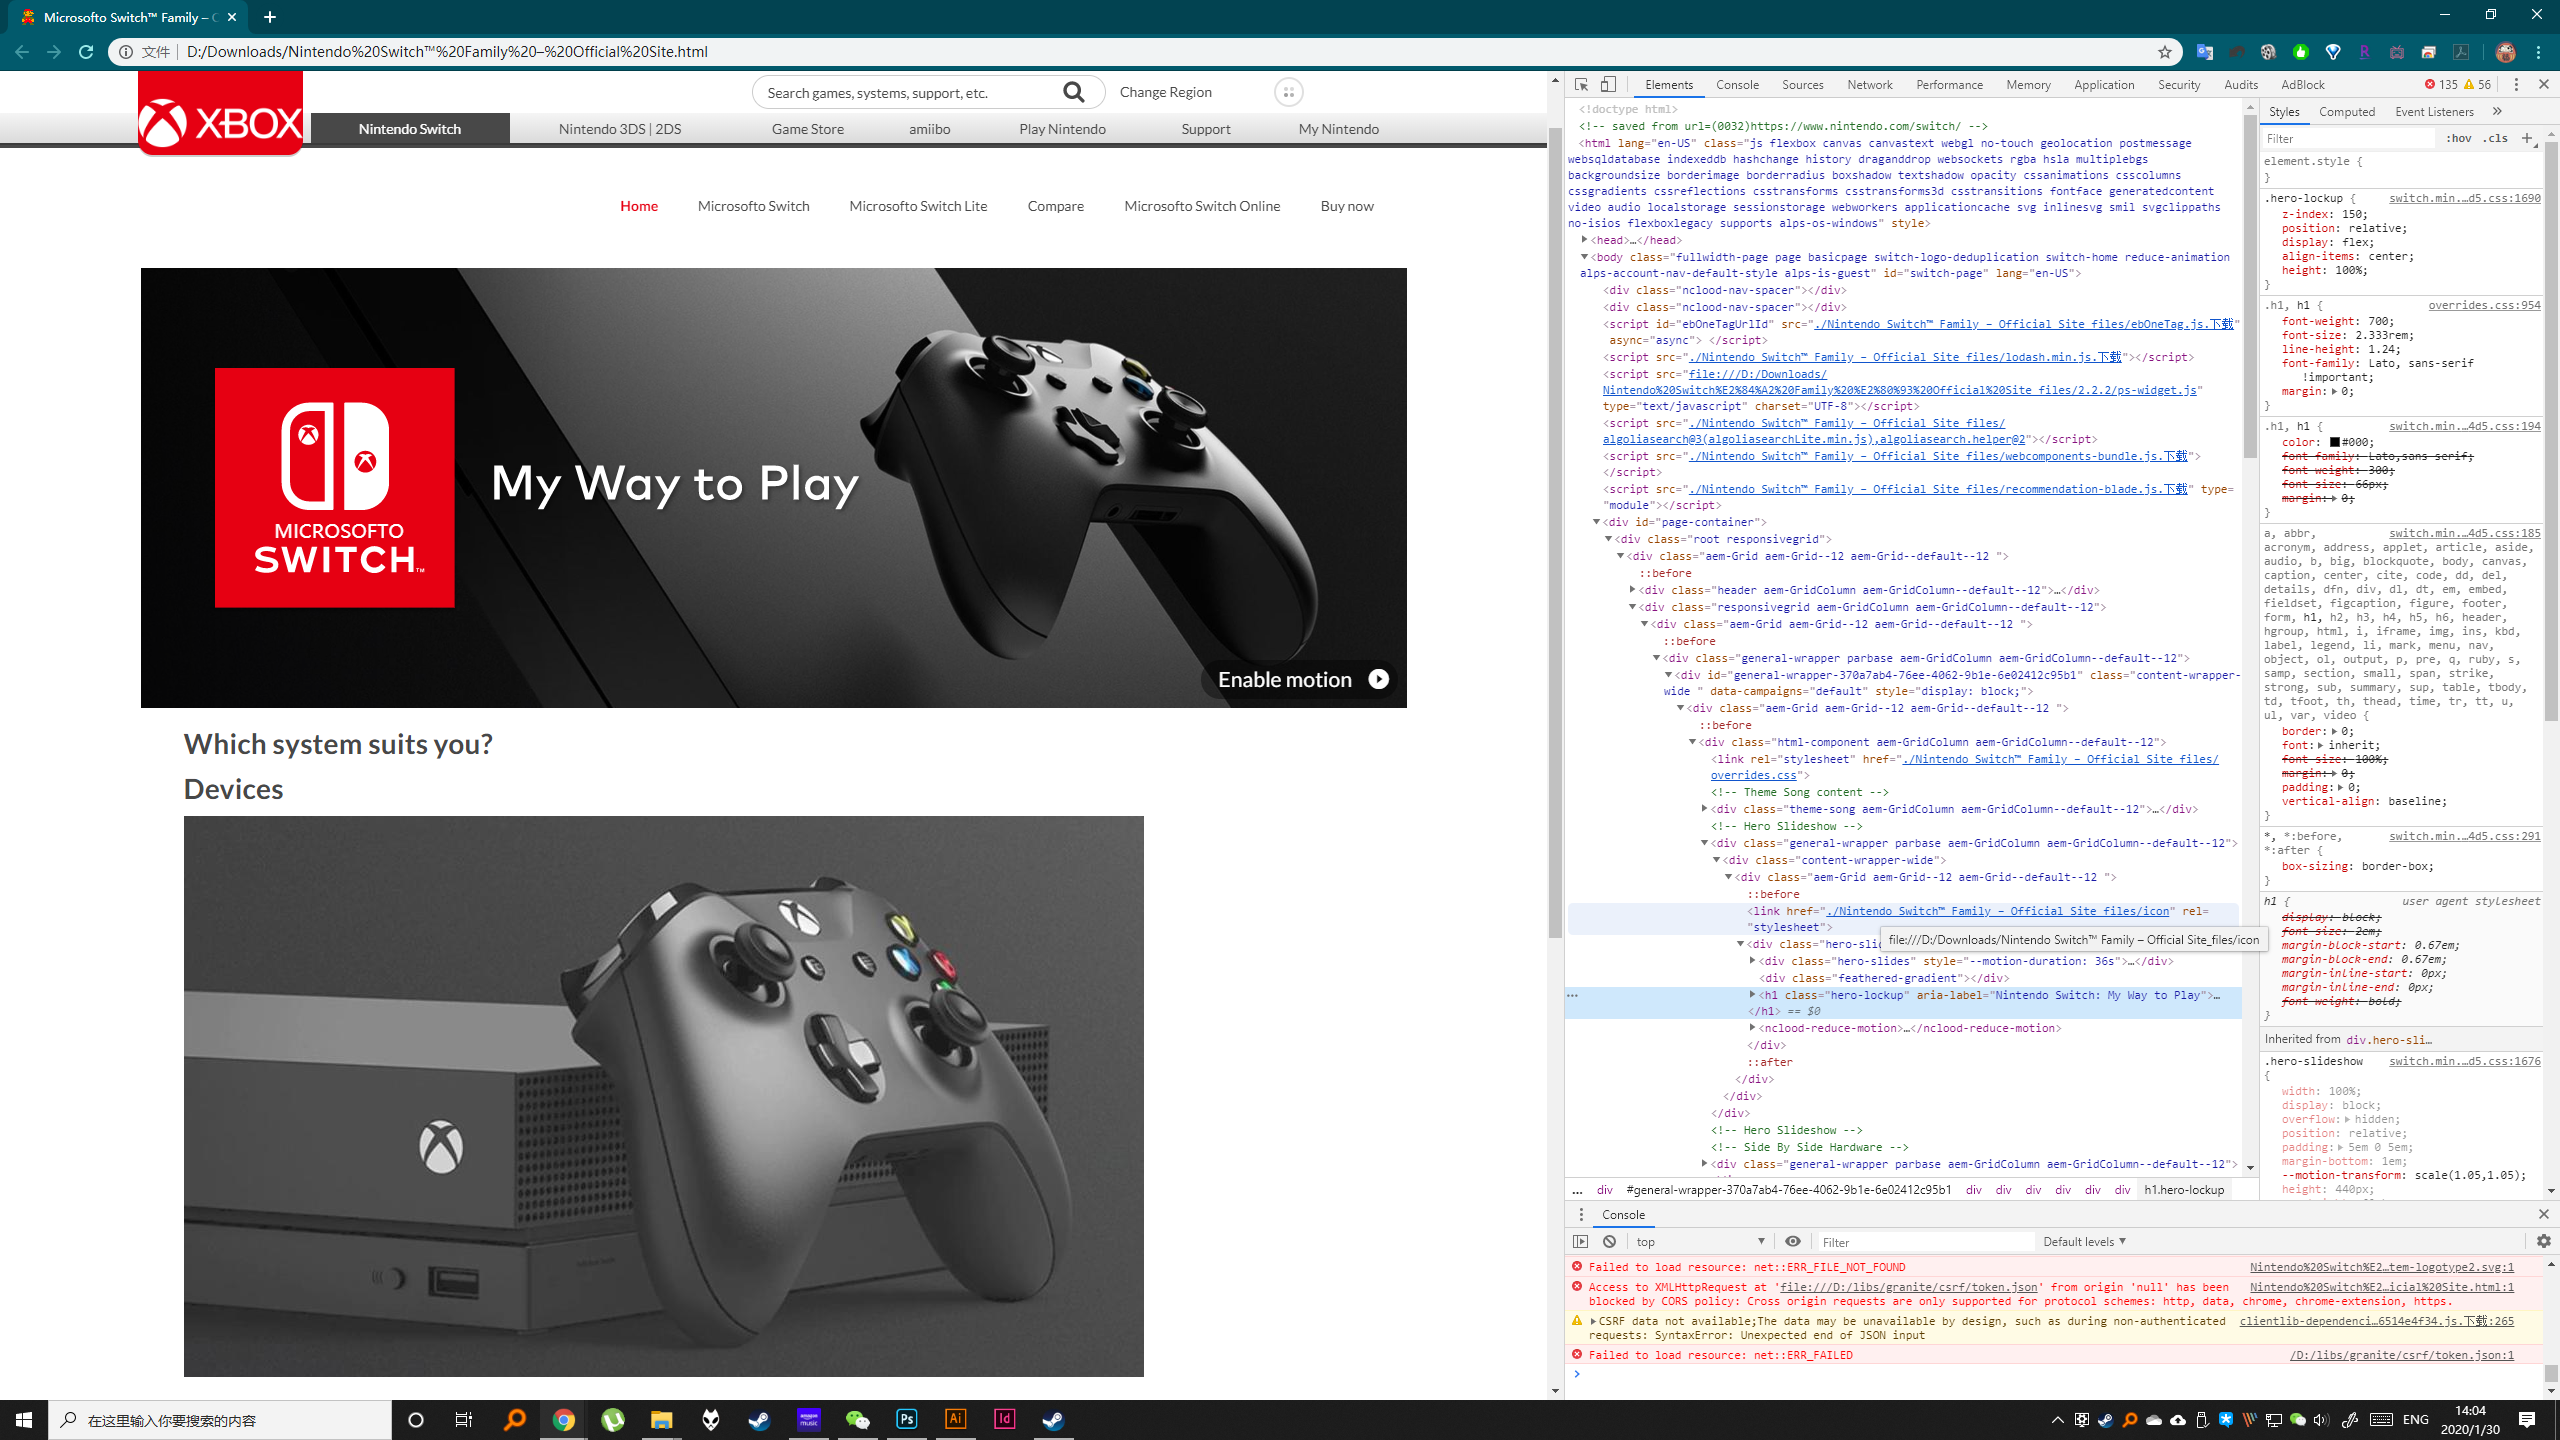 Microsofto Switch™ Family – O
文件
D:/Downloads/Nintendo%20Switch™%20Family%20–%20Official%20Site.html
XBOX
Search games, systems, support, etc.
Change Region
Nintendo Switch
Nintendo 3DS | 2DS
Game Store
amiibo
Play Nintendo
Support
My Nintendo
Home
Microsofto Switch
Microsofto Switch Lite
Compare
Microsofto Switch Online
Buy now
MICROSOFTO
SWITCH™
My Way to Play
Enable motion
Which system suits you?
Devices
Elements Console Sources Network Performance Memory Application Security Audits AdBlock 135 56
<!doctype html>
<!-- saved from url=(0032)https://www.nintendo.com/switch/ -->
<html lang="en-US" class="js flexbox canvas canvastext webgl no-touch geolocation postmessage
websqldatabase indexeddb hashchange history draganddrop websockets rgba hsla multiplebgs
backgroundsize borderimage borderradius boxshadow textshadow opacity cssanimations csscolumns
cssgradients cssreflections csstransforms csstransforms3d csstransitions fontface generatedcontent
video audio localstorage sessionstorage webworkers applicationcache svg inlinesvg smil svgclippaths
no-isios flexboxlegacy supports alps-os-windows" style>
<head>…</head>
<body class="fullwidth-page page basicpage switch-logo-deduplication switch-home reduce-animation
alps-account-nav-default-style alps-is-guest" id="switch-page" lang="en-US">
<div class="nclood-nav-spacer"></div>
<div class="nclood-nav-spacer"></div>
<script id="ebOneTagUrlId" src="./Nintendo Switch™ Family – Official Site_files/ebOneTag.js.下载"
async="async"> </script>
<script src="./Nintendo Switch™ Family – Official Site_files/lodash.min.js.下载"></script>
<script src="file:///D:/Downloads/
Nintendo%20Switch%E2%84%A2%20Family%20%E2%80%93%20Official%20Site_files/2.2.2/ps-widget.js"
type="text/javascript" charset="UTF-8"></script>
<script src="./Nintendo Switch™ Family – Official Site_files/
algoliasearch@3(algoliasearchLite.min.js),algoliasearch.helper@2"></script>
<script src="./Nintendo Switch™ Family – Official Site_files/webcomponents-bundle.js.下载">
</script>
<script src="./Nintendo Switch™ Family – Official Site_files/recommendation-blade.js.下载" type=
"module"></script>
<div id="page-container">
<div class="root responsivegrid">
<div class="aem-Grid aem-Grid--12 aem-Grid--default--12 ">
::before
<div class="header aem-GridColumn aem-GridColumn--default--12">…</div>
<div class="responsivegrid aem-GridColumn aem-GridColumn--default--12">
<div class="aem-Grid aem-Grid--12 aem-Grid--default--12 ">
::before
<div class="general-wrapper parbase aem-GridColumn aem-GridColumn--default--12">
<div id="general-wrapper-370a7ab4-76ee-4062-9b1e-6e02412c95b1" class="content-wrapper-
wide " data-campaigns="default" style="display: block;">
<div class="aem-Grid aem-Grid--12 aem-Grid--default--12 ">
::before
<div class="html-component aem-GridColumn aem-GridColumn--default--12">
<link rel="stylesheet" href="./Nintendo Switch™ Family – Official Site_files/
overrides.css">
<!-- Theme Song content -->
<div class="theme-song aem-GridColumn aem-GridColumn--default--12">…</div>
<!-- Hero Slideshow -->
<div class="general-wrapper parbase aem-GridColumn aem-GridColumn--default--12">
<div class="content-wrapper-wide">
<div class="aem-Grid aem-Grid--12 aem-Grid--default--12 ">
::before
<link href="./Nintendo Switch™ Family – Official Site_files/icon" rel=
"stylesheet">
file:///D:/Downloads/Nintendo Switch™ Family – Official Site_files/icon
<div class="hero-slid
<div class="hero-slides" style="--motion-duration: 36s">…</div>
<div class="feathered-gradient"></div>
<h1 class="hero-lockup" aria-label="Nintendo Switch: My Way to Play">…
</h1> == $0
<nclood-reduce-motion>…</nclood-reduce-motion>
</div>
::after
</div>
</div>
</div>
<!-- Hero Slideshow -->
<!-- Side By Side Hardware -->
<div class="general-wrapper parbase aem-GridColumn aem-GridColumn--default--12">
... div #general-wrapper-370a7ab4-76ee-4062-9b1e-6e02412c95b1 div div div div div div h1.hero-lockup
Styles Computed Event Listeners »
Filter :hov .cls +
element.style {
}
.hero-lockup { switch.min.…d5.css:1690
z-index: 150;
position: relative;
display: flex;
align-items: center;
height: 100%;
}
.h1, h1 { overrides.css:954
font-weight: 700;
font-size: 2.333rem;
line-height: 1.24;
font-family: Lato, sans-serif
!important;
margin: 0;
}
.h1, h1 { switch.min.…4d5.css:194
color: #000;
font-family: Lato,sans-serif;
font-weight: 300;
font-size: 66px;
margin: 0;
}
a, abbr, switch.min.…4d5.css:185
acronym, address, applet, article, aside,
audio, b, big, blockquote, body, canvas,
caption, center, cite, code, dd, del,
details, dfn, div, dl, dt, em, embed,
fieldset, figcaption, figure, footer,
form, h1, h2, h3, h4, h5, h6, header,
hgroup, html, i, iframe, img, ins, kbd,
label, legend, li, mark, menu, nav,
object, ol, output, p, pre, q, ruby, s,
samp, section, small, span, strike,
strong, sub, summary, sup, table, tbody,
td, tfoot, th, thead, time, tr, tt, u,
ul, var, video {
border: 0;
font: inherit;
font-size: 100%;
margin: 0;
padding: 0;
vertical-align: baseline;
}
*, *:before, switch.min.…4d5.css:291
*:after {
box-sizing: border-box;
}
h1 { user agent stylesheet
display: block;
font-size: 2em;
margin-block-start: 0.67em;
margin-block-end: 0.67em;
margin-inline-start: 0px;
margin-inline-end: 0px;
font-weight: bold;
}
Inherited from div.hero-sli…
.hero-slideshow switch.min.…d5.css:1676
{
width: 100%;
display: block;
overflow: hidden;
position: relative;
padding: 5em 0 5em;
margin-bottom: 1em;
--motion-transform: scale(1.05,1.05);
height: 440px;
Console
top Filter Default levels
Failed to load resource: net::ERR_FILE_NOT_FOUND Nintendo%20Switch%E2…tem-logotype2.svg:1
Access to XMLHttpRequest at 'file:///D:/libs/granite/csrf/token.json' from origin 'null' has been Nintendo%20Switch%E2…icial%20Site.html:1
blocked by CORS policy: Cross origin requests are only supported for protocol schemes: http, data, chrome, chrome-extension, https.
CSRF data not available;The data may be unavailable by design, such as during non-authenticated clientlib-dependenci…6514e4f34.js.下载:265
requests: SyntaxError: Unexpected end of JSON input
Failed to load resource: net::ERR_FAILED /D:/libs/granite/csrf/token.json:1
在这里输入你要搜索的内容
amazon music
Ps
Ai
Id
ENG
14:04
2020/1/30